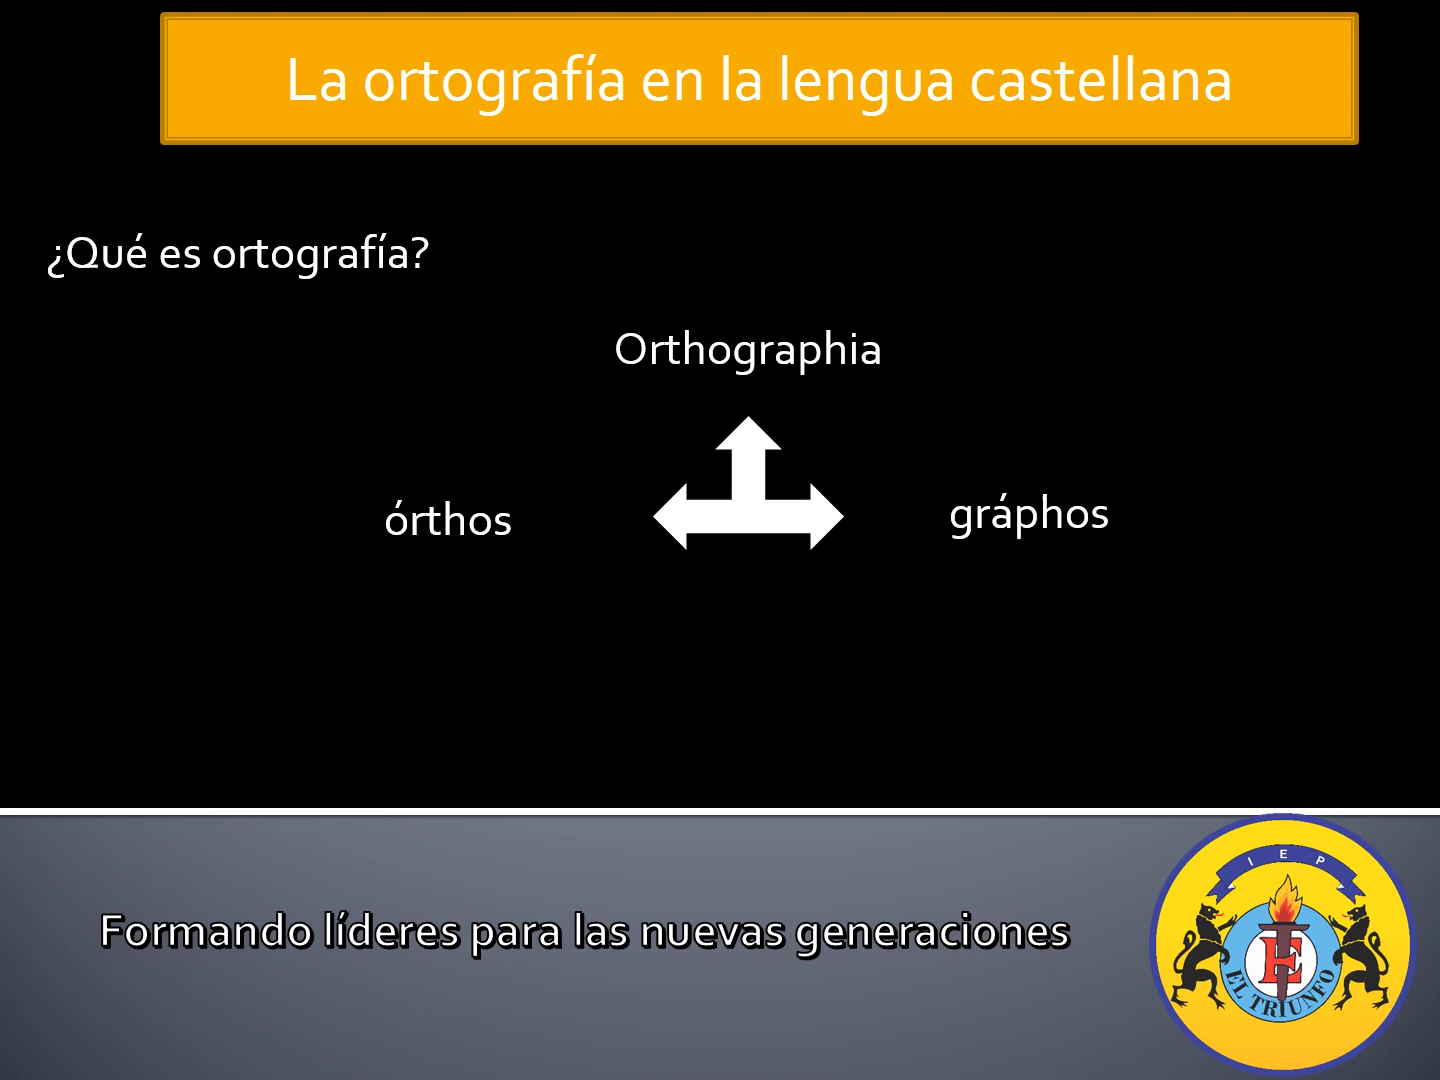 La ortografía en la lengua castellana
¿Qué es ortografía?
Orthographia
órthos
gráphos
Formando líderes para las nuevas generaciones
I E P
E
EL TRIUNFO